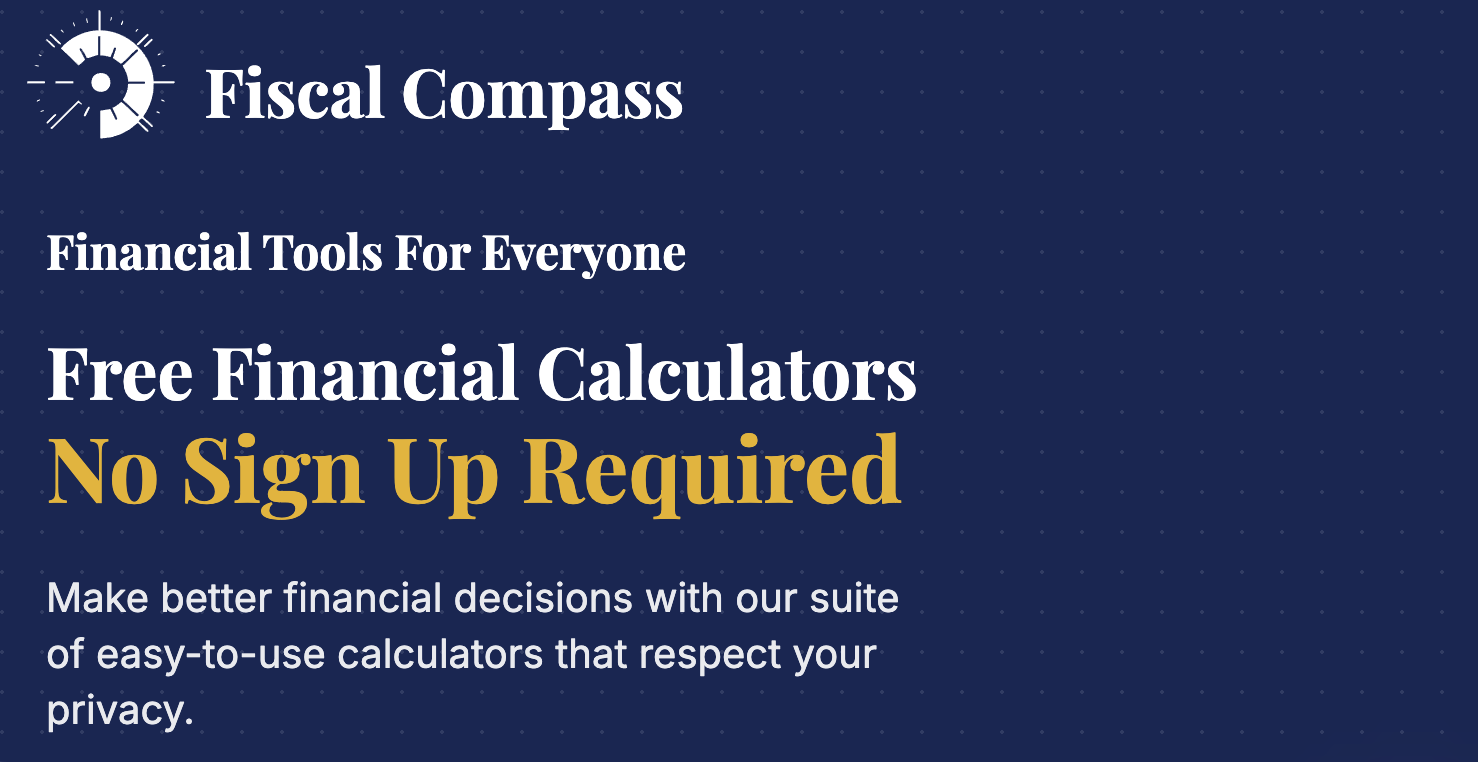 Fiscal Compass
Financial Tools For Everyone
Free Financial Calculators
No Sign Up Required
Make better financial decisions with our suite
of easy-to-use calculators that respect your
privacy.